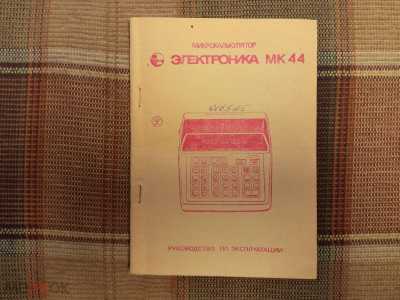 МИКРОКАЛЬКУЛЯТОР
ЭЛЕКТРОНИКА МК 44
РУКОВОДСТВО ПО ЭКСПЛУАТАЦИИ